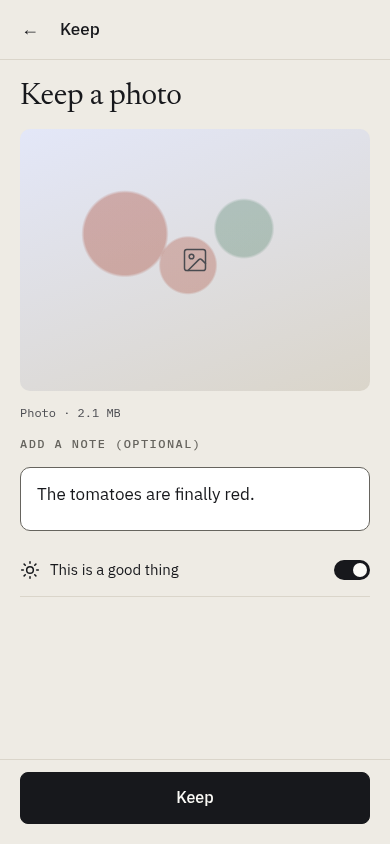 ← Keep
Keep a photo
Photo · 2.1 MB
ADD A NOTE (OPTIONAL)
The tomatoes are finally red.
This is a good thing
Keep